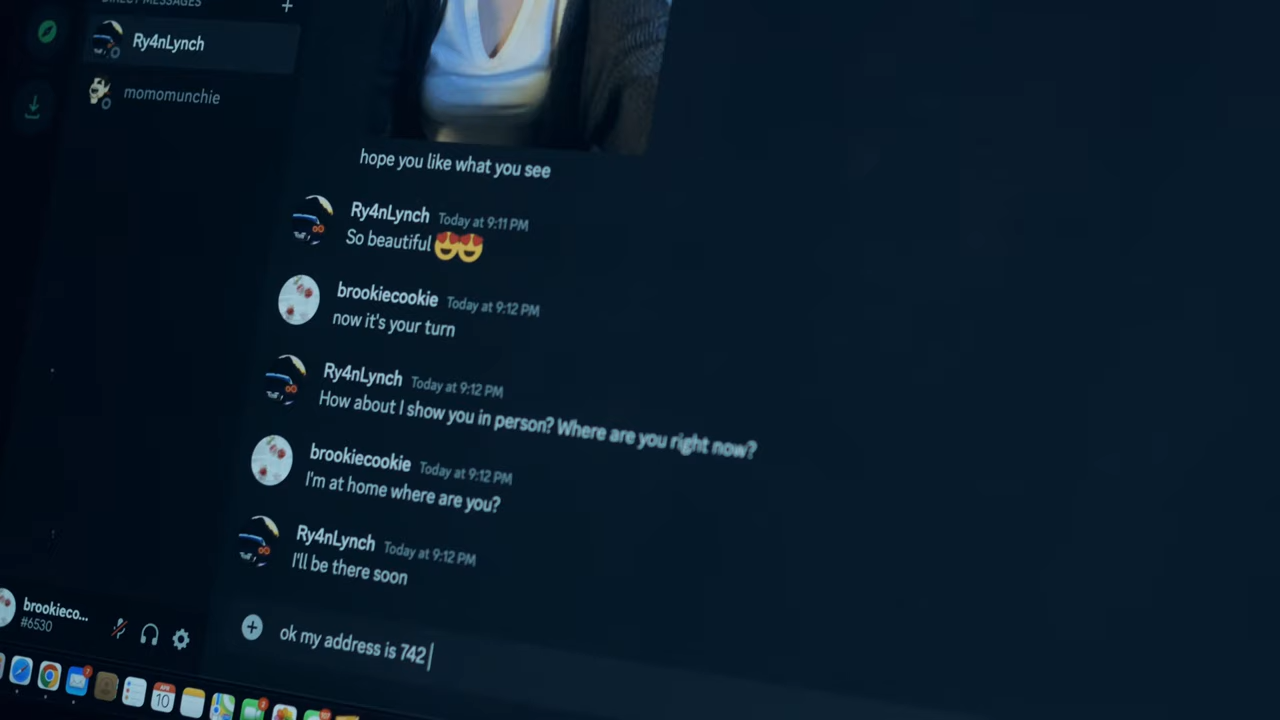 DIRECT MESSAGES
Ry4nLynch
momomunchie
hope you like what you see
Ry4nLynch Today at 9:11 PM
So beautiful 😍😍
brookiecookie Today at 9:12 PM
now it's your turn
Ry4nLynch Today at 9:12 PM
How about I show you in person? Where are you right now?
brookiecookie Today at 9:12 PM
I'm at home where are you?
Ry4nLynch Today at 9:12 PM
I'll be there soon
ok my address is 742
brookieco...
#6530
APR
10